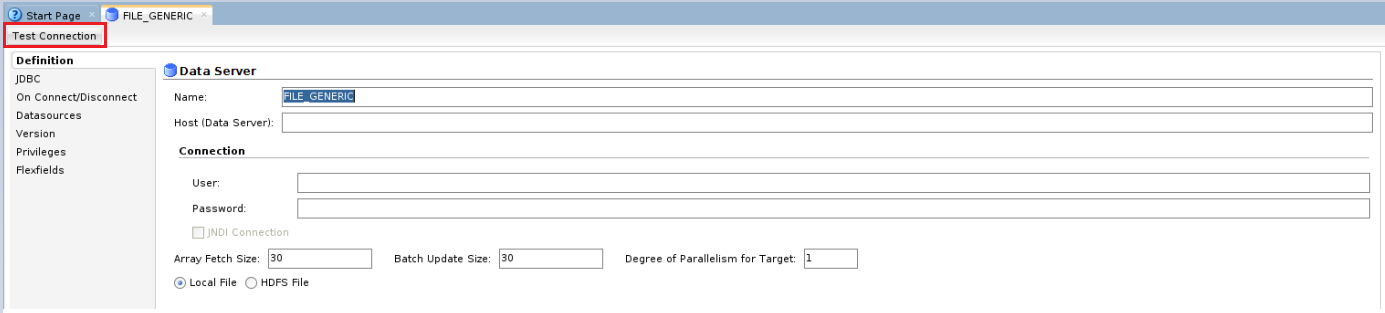 Start Page × FILE_GENERIC ×
Test Connection
Definition
JDBC
On Connect/Disconnect
Datasources
Version
Privileges
Flexfields
Data Server
Name: FILE_GENERIC
Host (Data Server):
Connection
User:
Password:
JNDI Connection
Array Fetch Size: 30 Batch Update Size: 30 Degree of Parallelism for Target: 1
Local File HDFS File